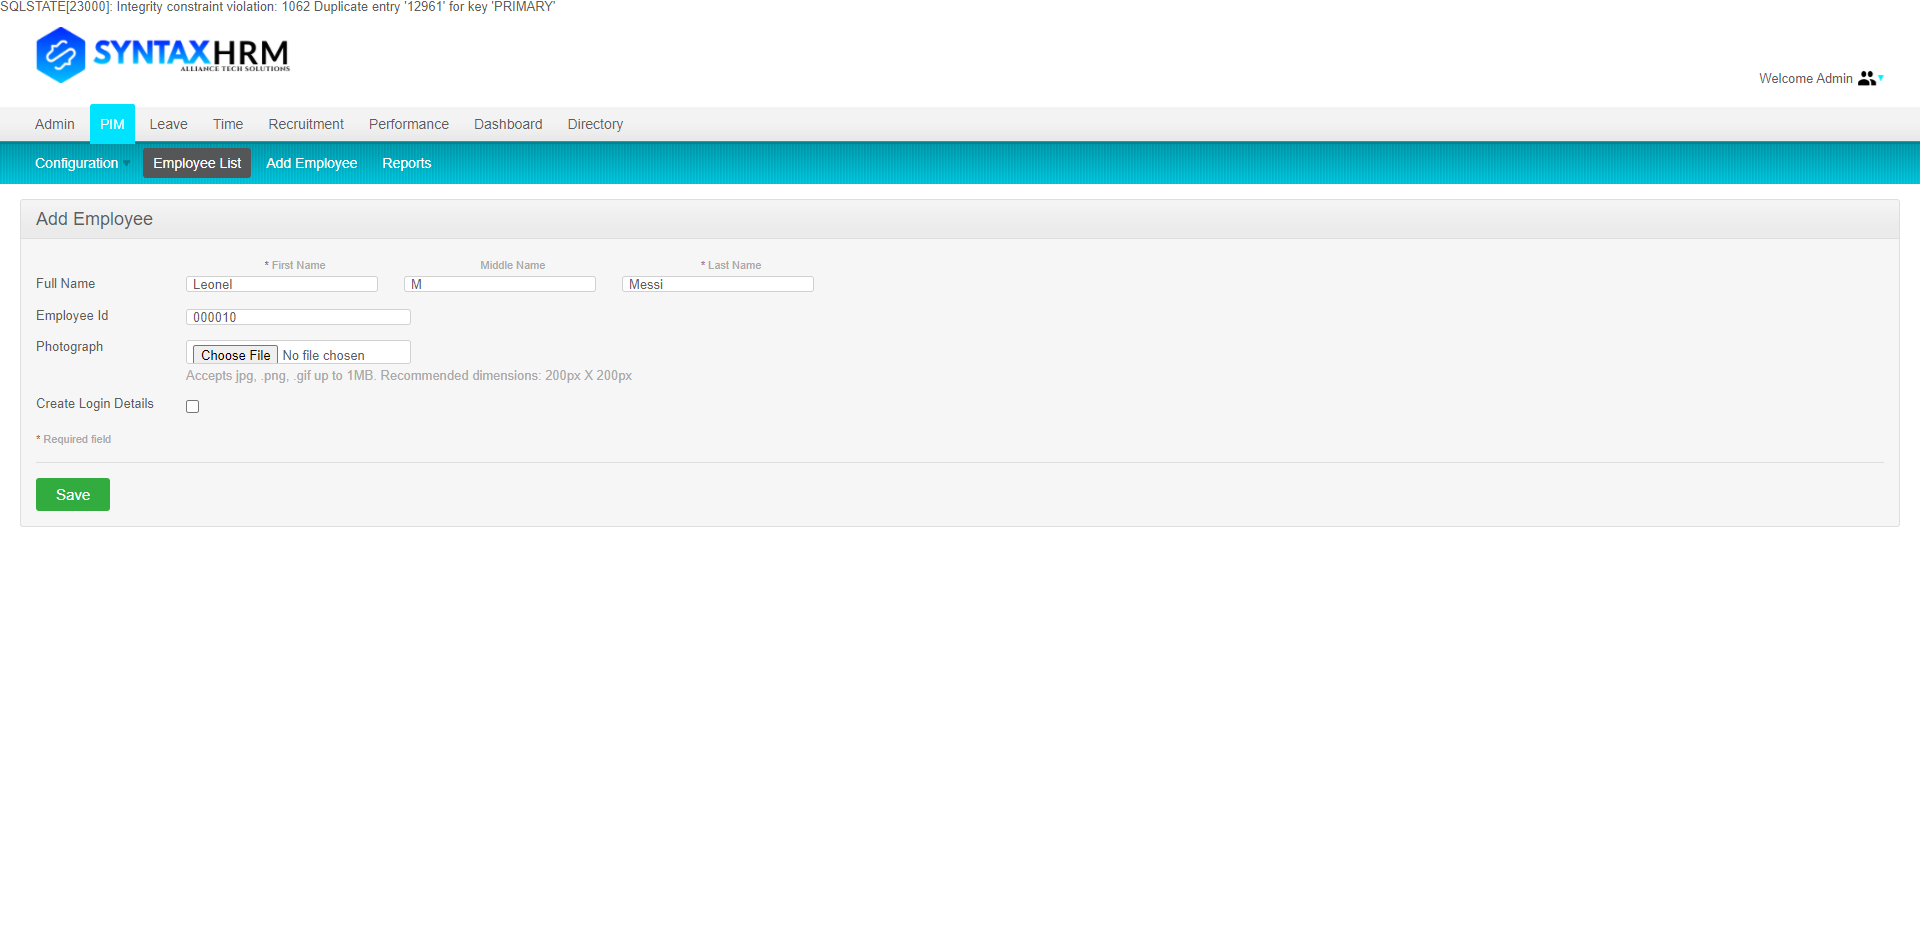 SQLSTATE[23000]: Integrity constraint violation: 1062 Duplicate entry '12961' for key 'PRIMARY'
SYNTAXHRM
ALLIANCE TECH SOLUTIONS
Welcome Admin
Admin PIM Leave Time Recruitment Performance Dashboard Directory
Configuration Employee List Add Employee Reports
Add Employee
* First Name Middle Name * Last Name
Full Name Leonel M Messi
Employee Id 000010
Photograph Choose File No file chosen
Accepts jpg, .png, .gif up to 1MB. Recommended dimensions: 200px X 200px
Create Login Details
* Required field
Save